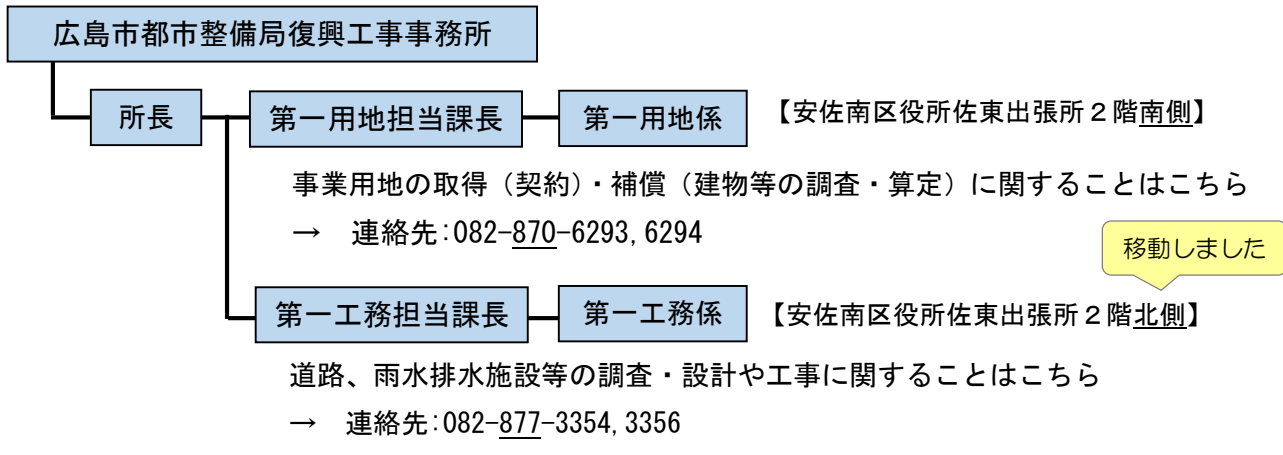 広島市都市整備局復興工事事務所
所長
第一用地担当課長
第一用地係
【安佐南区役所佐東出張所２階南側】
事業用地の取得（契約）・補償（建物等の調査・算定）に関することはこちら
→　連絡先：082-870-6293, 6294
移動しました
第一工務担当課長
第一工務係
【安佐南区役所佐東出張所２階北側】
道路、雨水排水施設等の調査・設計や工事に関することはこちら
→　連絡先：082-877-3354, 3356